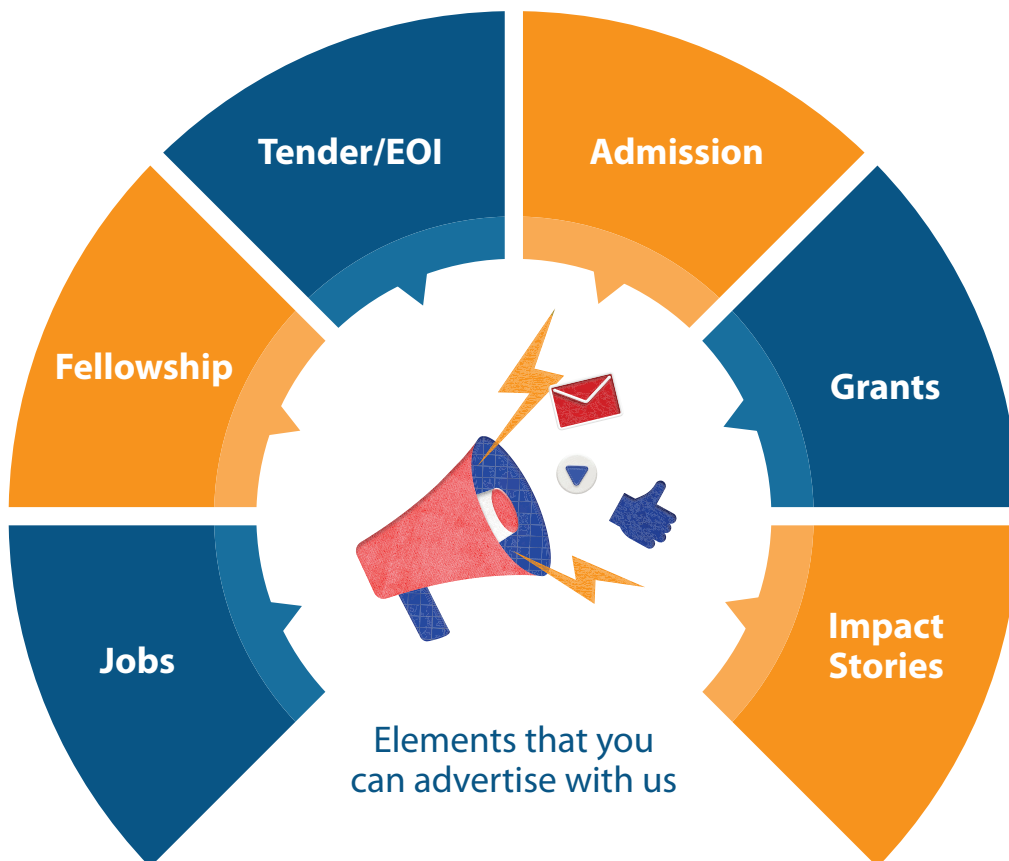 Tender/EOI
Admission
Fellowship
Grants
Jobs
Impact
Stories
Elements that you
can advertise with us